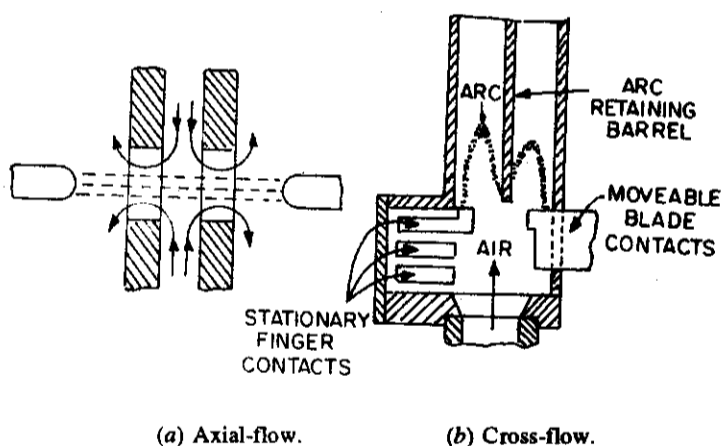 ARC
ARC
RETAINING
BARREL
MOVEABLE
BLADE
CONTACTS
AIR
STATIONARY
FINGER
CONTACTS
(a) Axial-flow.
(b) Cross-flow.